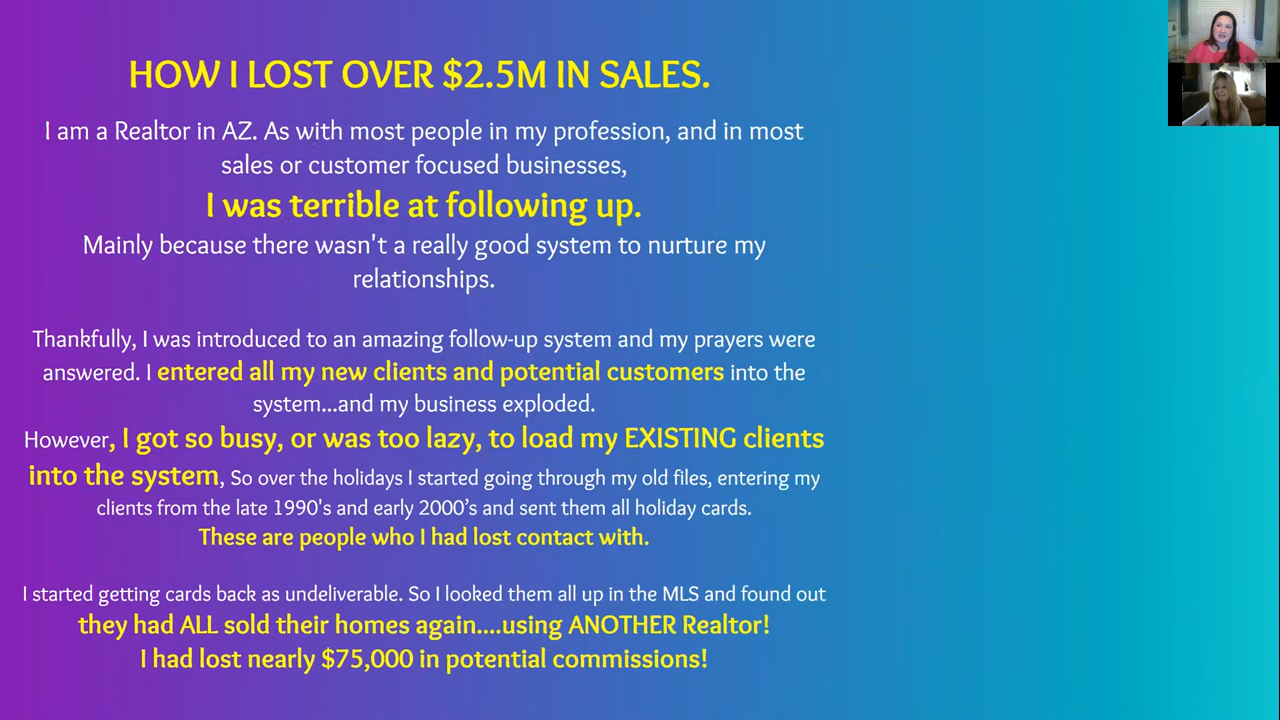 HOW I LOST OVER $2.5M IN SALES.
I am a Realtor in AZ. As with most people in my profession, and in most
sales or customer focused businesses,
I was terrible at following up.
Mainly because there wasn't a really good system to nurture my
relationships.
Thankfully, I was introduced to an amazing follow-up system and my prayers were
answered. I entered all my new clients and potential customers into the
system...and my business exploded.
However, I got so busy, or was too lazy, to load my EXISTING clients
into the system, So over the holidays I started going through my old files, entering my
clients from the late 1990's and early 2000’s and sent them all holiday cards.
These are people who I had lost contact with.
I started getting cards back as undeliverable. So I looked them all up in the MLS and found out
they had ALL sold their homes again....using ANOTHER Realtor!
I had lost nearly $75,000 in potential commissions!